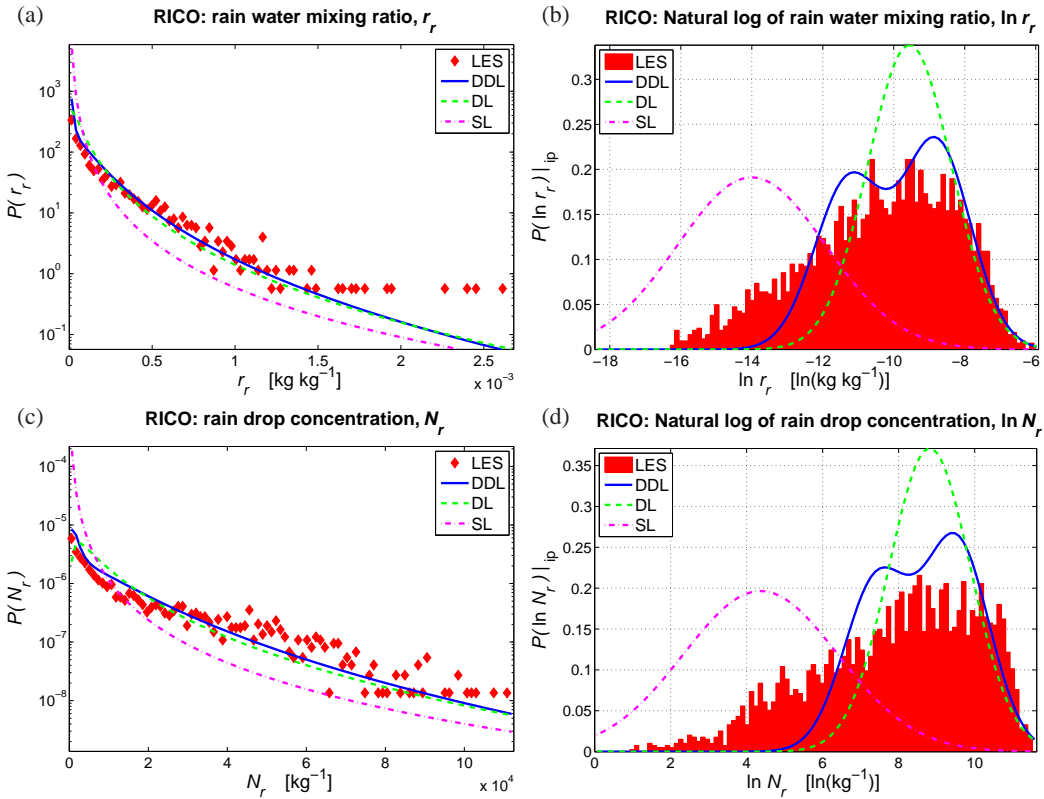 (a)
RICO: rain water mixing ratio, r_r
P( r_r )
10^3
10^2
10^1
10^0
10^−1
LES
DDL
DL
SL
0 0.5 1 1.5 2 2.5
x 10^−3
r_r [kg kg^−1]
(b)
RICO: Natural log of rain water mixing ratio, ln r_r
P( ln r_r ) |_ip
0.3
0.25
0.2
0.15
0.1
0.05
0
LES
DDL
DL
SL
−18 −16 −14 −12 −10 −8 −6
ln r_r [ln(kg kg^−1)]
(c)
RICO: rain drop concentration, N_r
P( N_r )
10^−4
10^−5
10^−6
10^−7
10^−8
LES
DDL
DL
SL
0 2 4 6 8 10
x 10^4
N_r [kg^−1]
(d)
RICO: Natural log of rain drop concentration, ln N_r
P( ln N_r ) |_ip
0.35
0.3
0.25
0.2
0.15
0.1
0.05
0
LES
DDL
DL
SL
0 2 4 6 8 10
ln N_r [ln(kg^−1)]